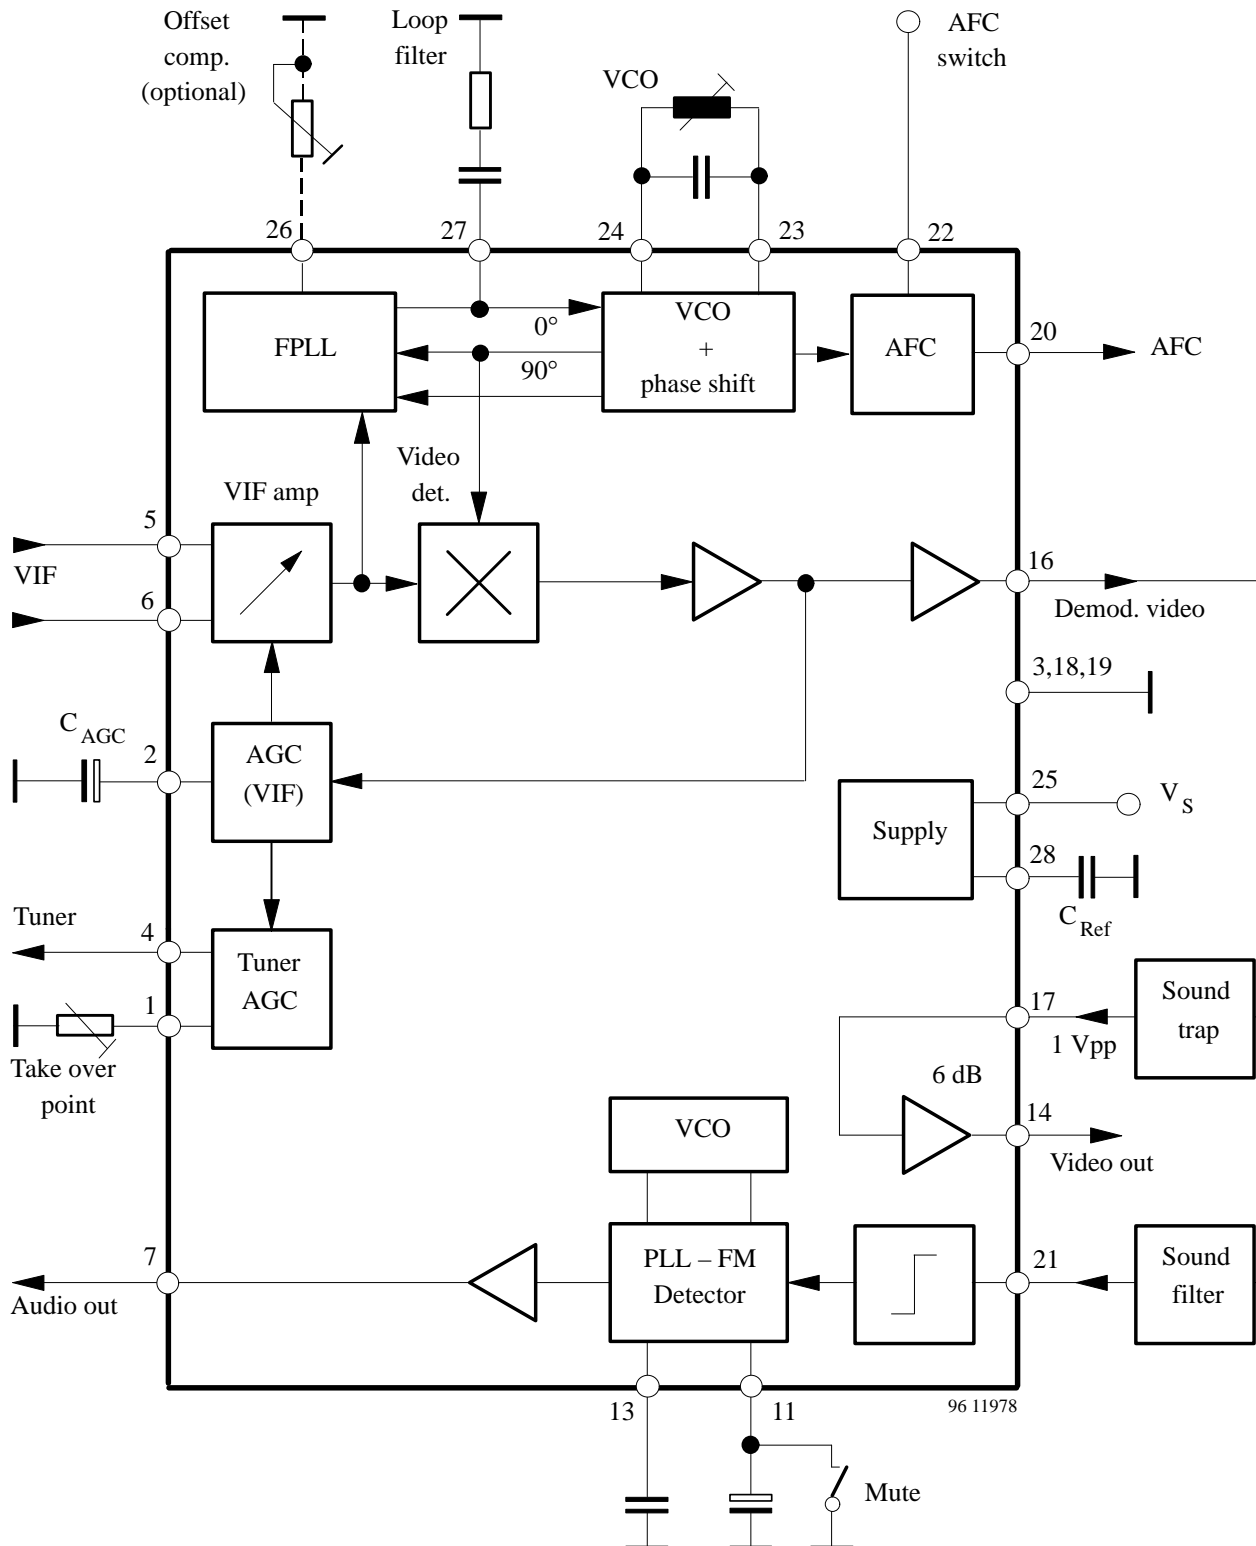 Offset
comp.
(optional)
Loop
filter
VCO
AFC
switch
26
27
24
23
22
FPLL
0°
90°
VCO
+
phase shift
AFC
20
AFC
Video
det.
VIF amp
5
VIF
6
16
Demod. video
3,18,19
C AGC
2
AGC
(VIF)
25
V S
Supply
28
C Ref
Tuner
4
Tuner
AGC
1
Take over
point
17
1 Vpp
Sound
trap
6 dB
14
Video out
VCO
7
Audio out
PLL – FM
Detector
21
Sound
filter
13
11
96 11978
Mute